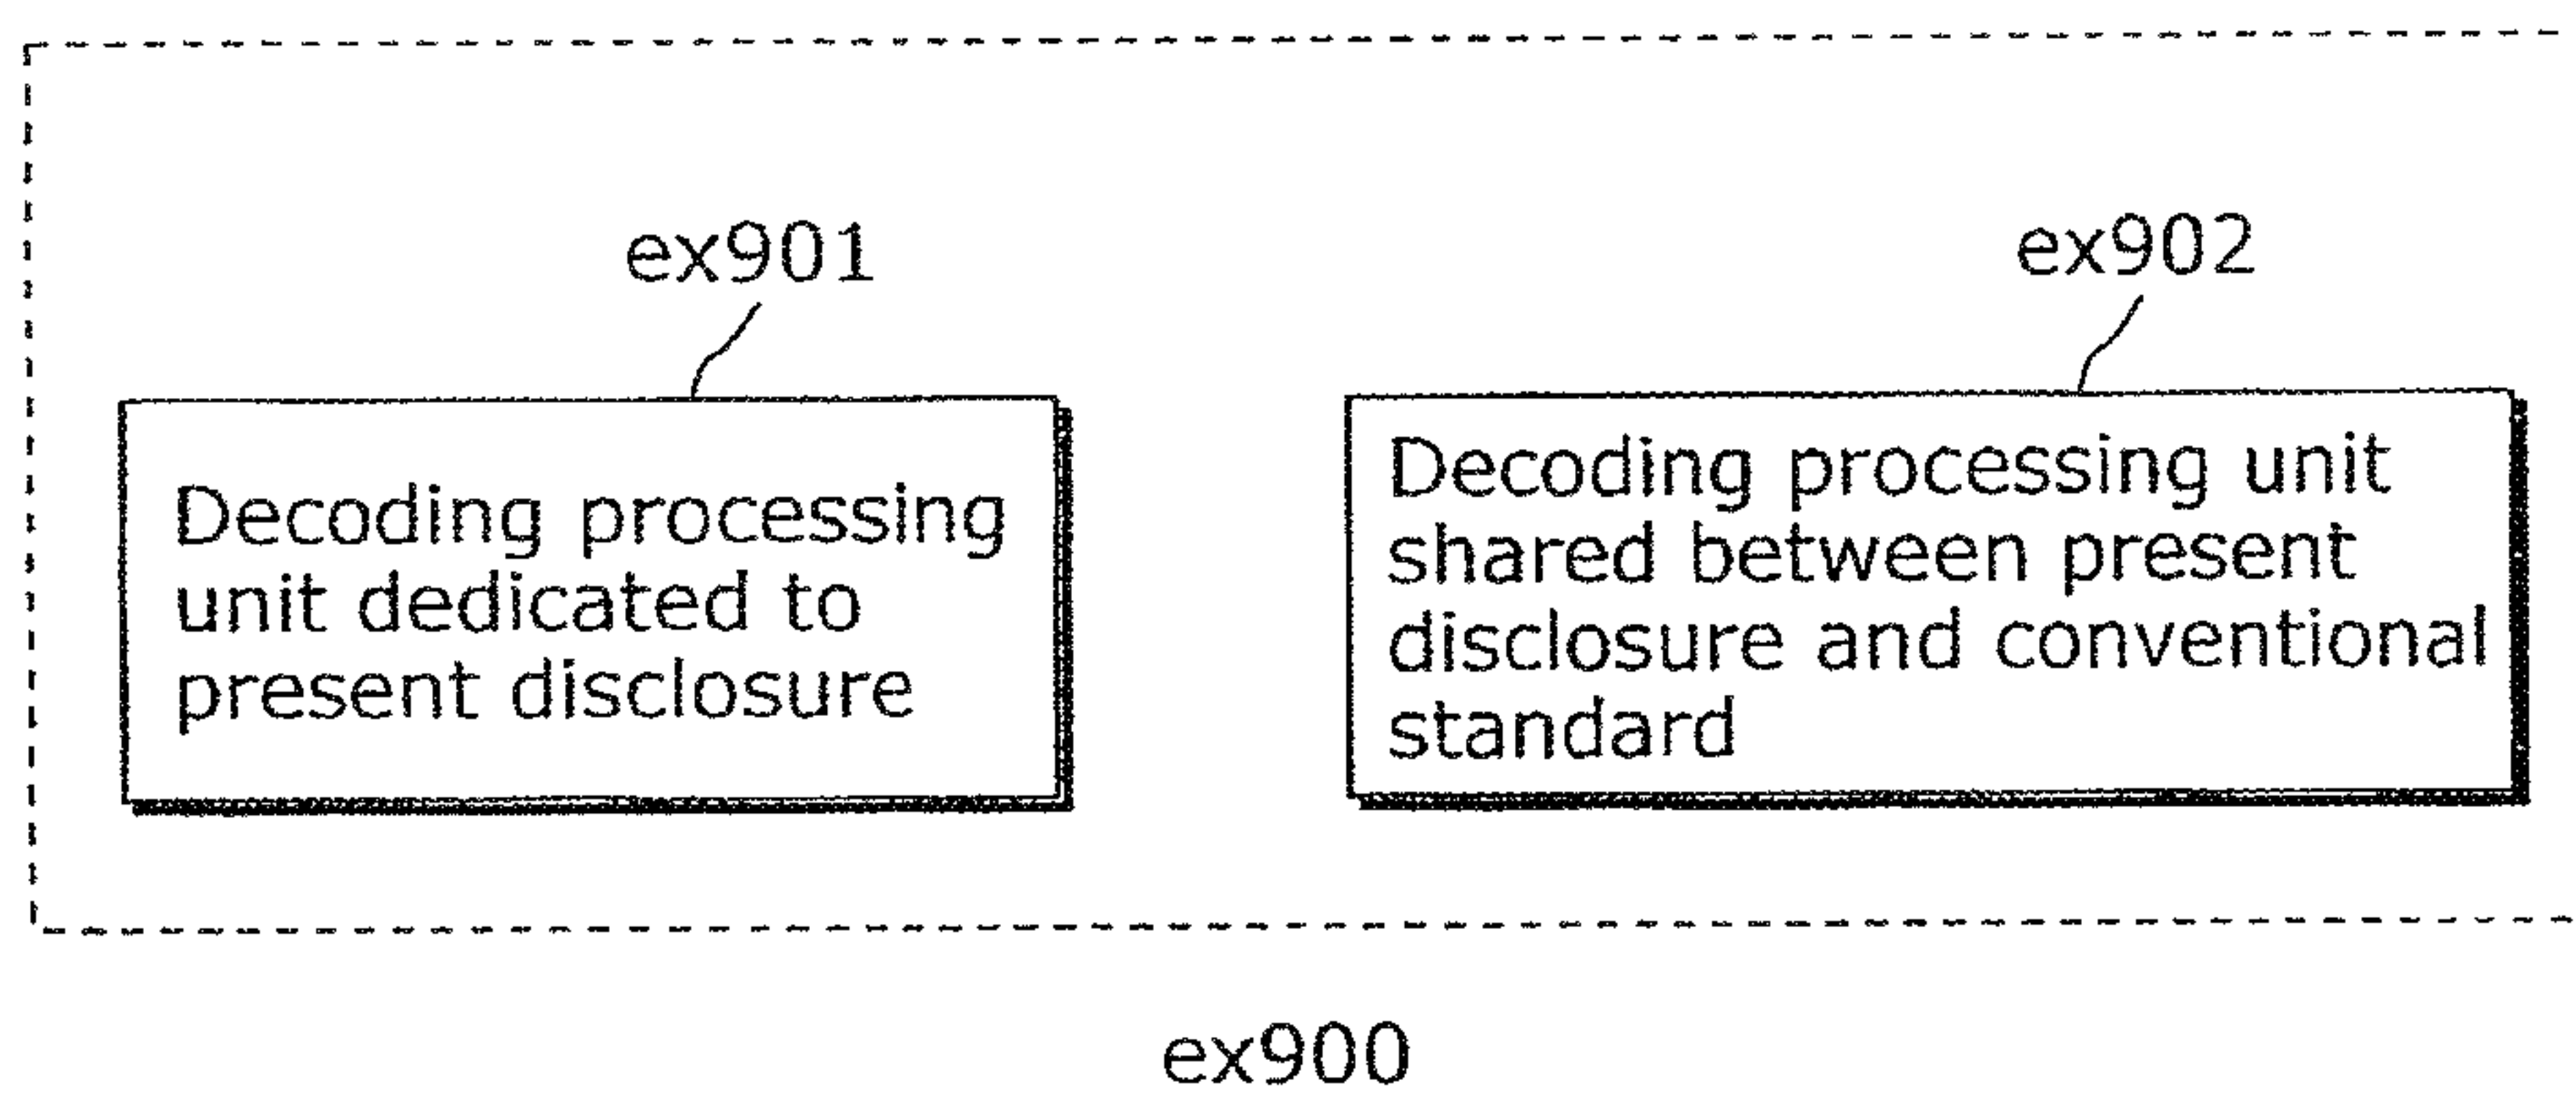 ex901
ex902
Decoding processing
unit dedicated to
present disclosure
Decoding processing unit
shared between present
disclosure and conventional
standard
ex900